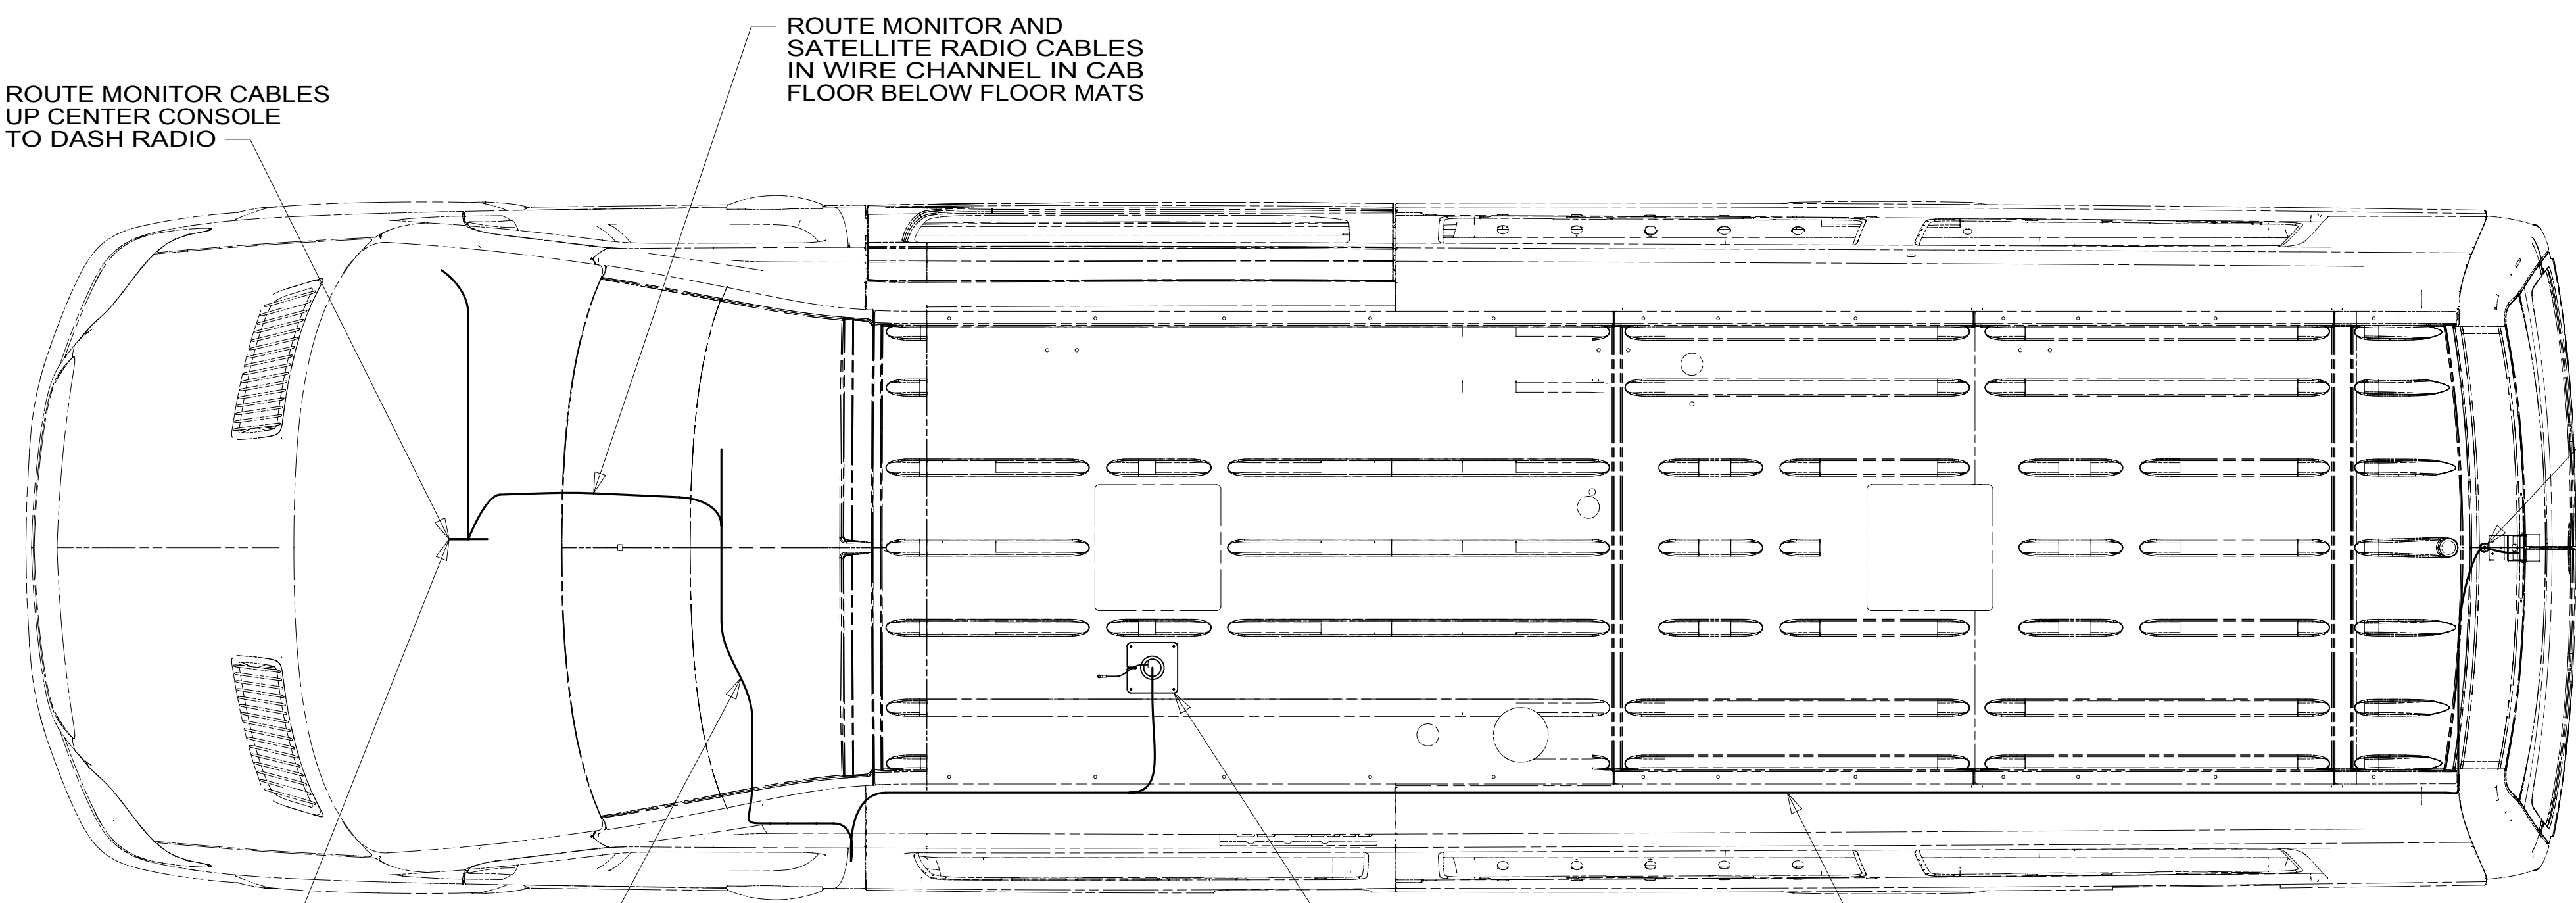 ROUTE MONITOR AND
SATELLITE RADIO CABLES
IN WIRE CHANNEL IN CAB
FLOOR BELOW FLOOR MATS
ROUTE MONITOR CABLES
UP CENTER CONSOLE
TO DASH RADIO